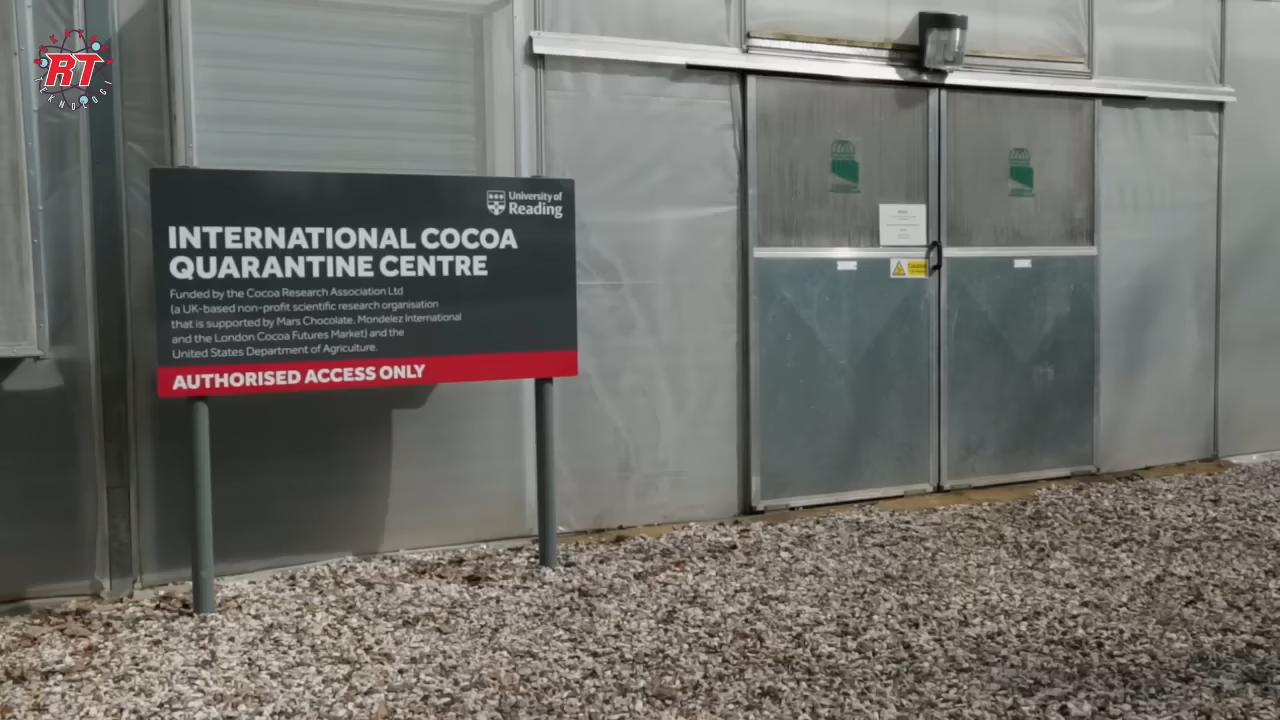 RT
TEKNOLOGI
University of
Reading
INTERNATIONAL COCOA
QUARANTINE CENTRE
Funded by the Cocoa Research Association Ltd
(a UK-based non-profit scientific research organisation
that is supported by Mars Chocolate, Mondelez International
and the London Cocoa Futures Market) and the
United States Department of Agriculture.
AUTHORISED ACCESS ONLY